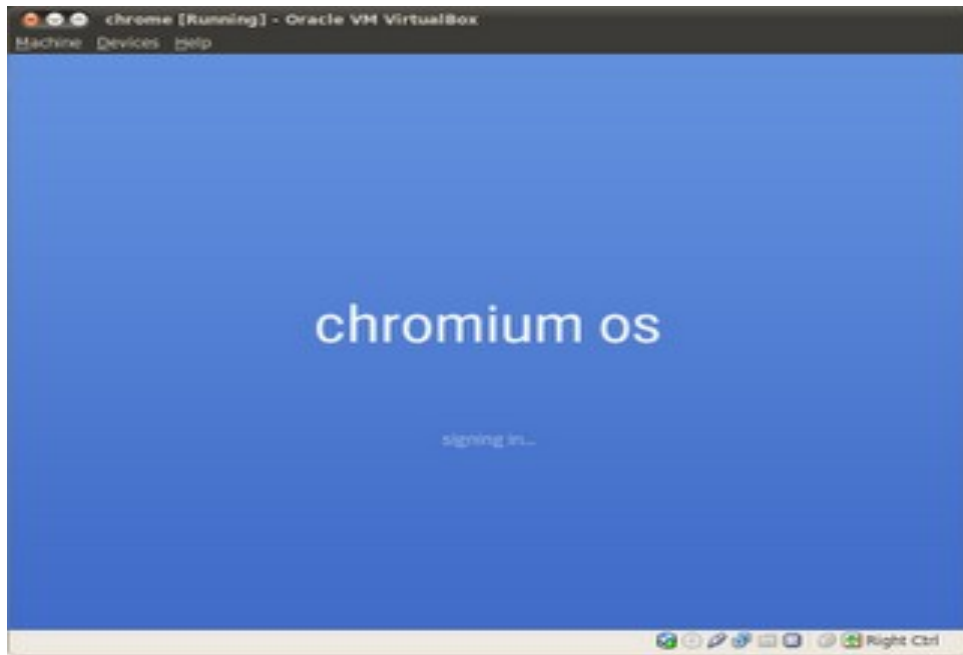 chrome [Running] - Oracle VM VirtualBox
Machine Devices Help
chromium os
signing in...
Right Ctrl